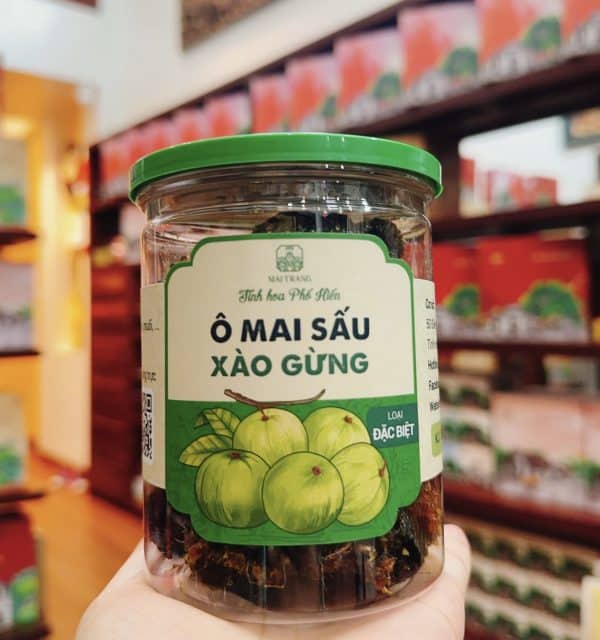 MAI TRANG
Tinh hoa Phố Hiến
Ô MAI SẤU
XÀO GỪNG
LOẠI
ĐẶC BIỆT